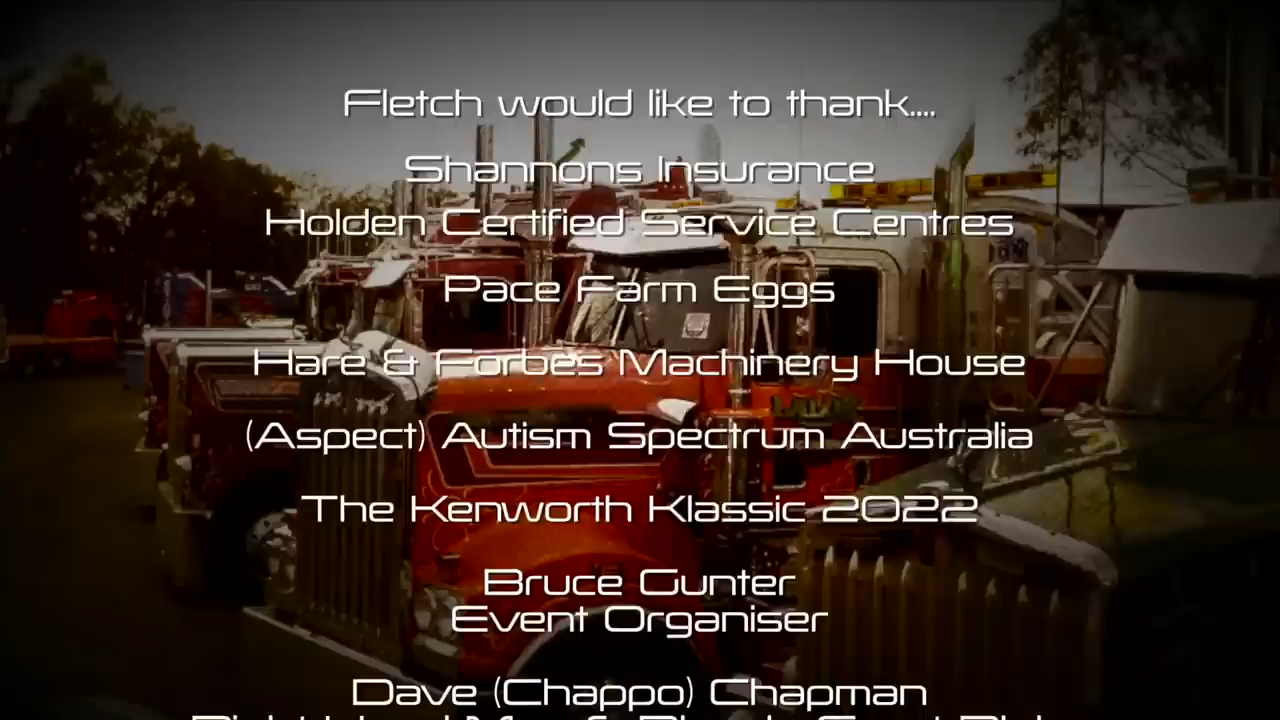 Fletch would like to thank....
Shannons Insurance
Holden Certified Service Centres
Pace Farm Eggs
Hare & Forbes Machinery House
(Aspect) Autism Spectrum Australia
The Kenworth Klassic 2022
Bruce Gunter
Event Organiser
Dave (Chappo) Chapman